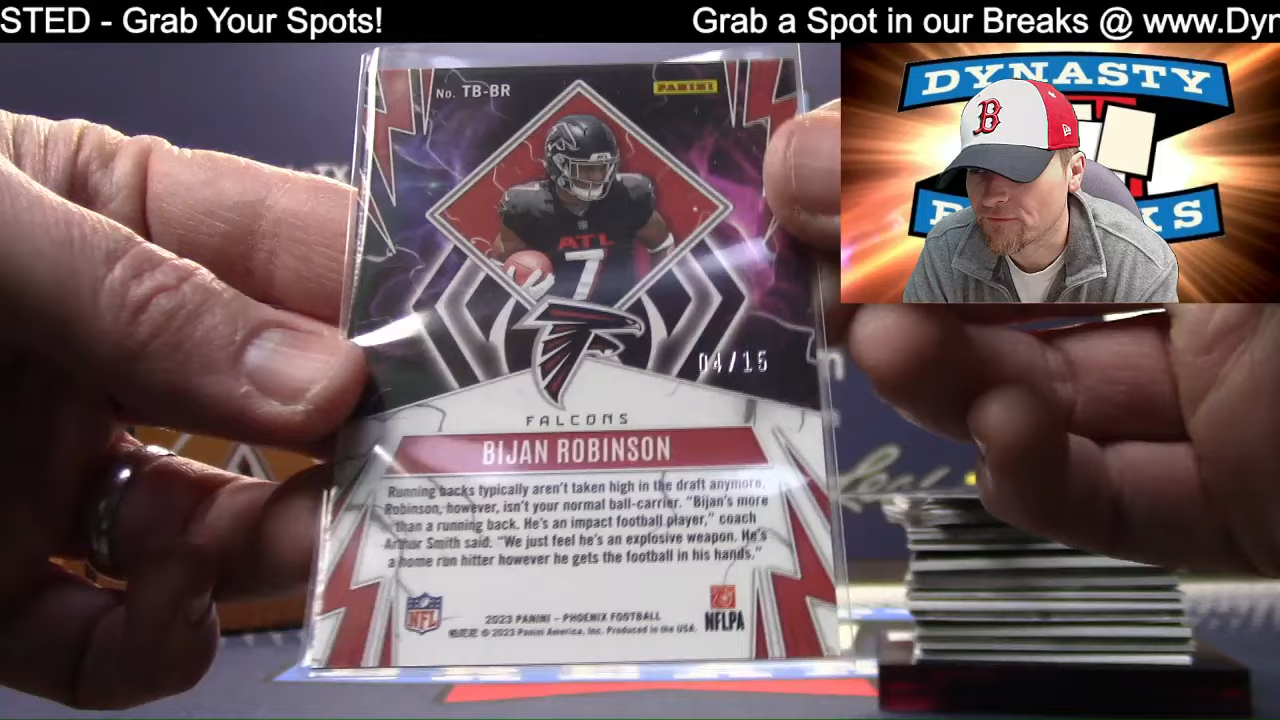 STED - Grab Your Spots!
Grab a Spot in our Breaks @ www.Dyr
DYNASTY
B
KS
No. TB-BR
PANINI
ATL
7
04/15
FALCONS
BIJAN ROBINSON
Running backs typically aren't taken high in the draft anymore.
Robinson, however, isn't your normal ball-carrier. "Bijan's more
than a running back. He's an impact football player," coach
Arthur Smith said. "We just feel he's an explosive weapon. He's
a home run hitter however he gets the football in his hands."
NFL
2023 PANINI – PHOENIX FOOTBALL
© 2023 Panini America, Inc. Produced in the USA.
NFLPA